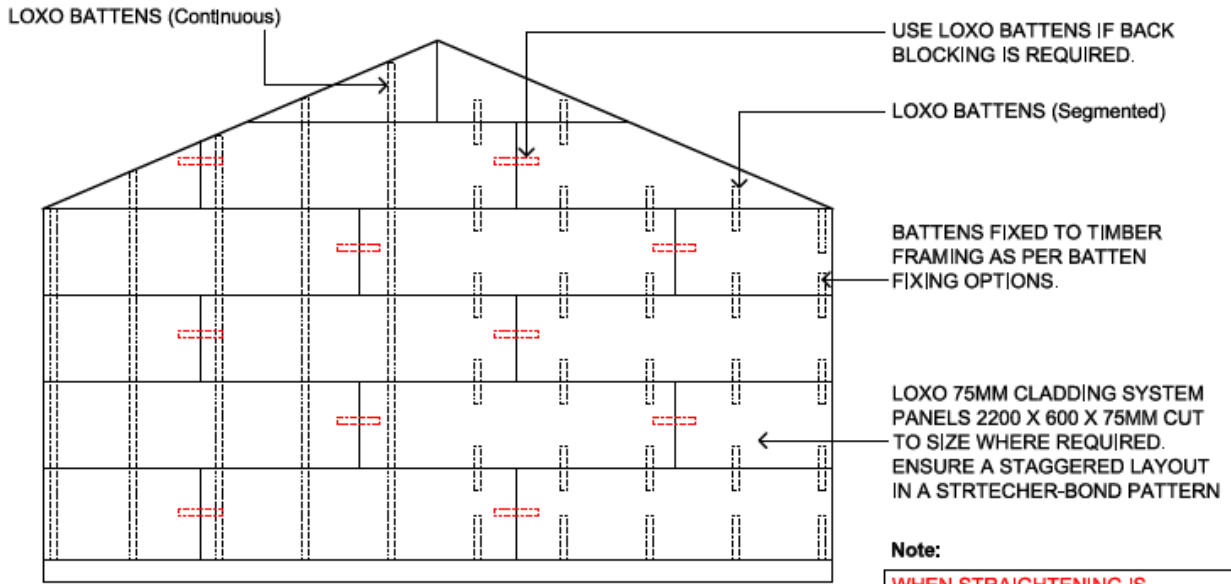 LOXO BATTENS (Continuous)
USE LOXO BATTENS IF BACK
BLOCKING IS REQUIRED.
LOXO BATTENS (Segmented)
BATTENS FIXED TO TIMBER
FRAMING AS PER BATTEN
FIXING OPTIONS.
LOXO 75MM CLADDING SYSTEM
PANELS 2200 X 600 X 75MM CUT
TO SIZE WHERE REQUIRED.
ENSURE A STAGGERED LAYOUT
IN A STRTECHER-BOND PATTERN
Note:
WHEN STRAIGHTENING IS